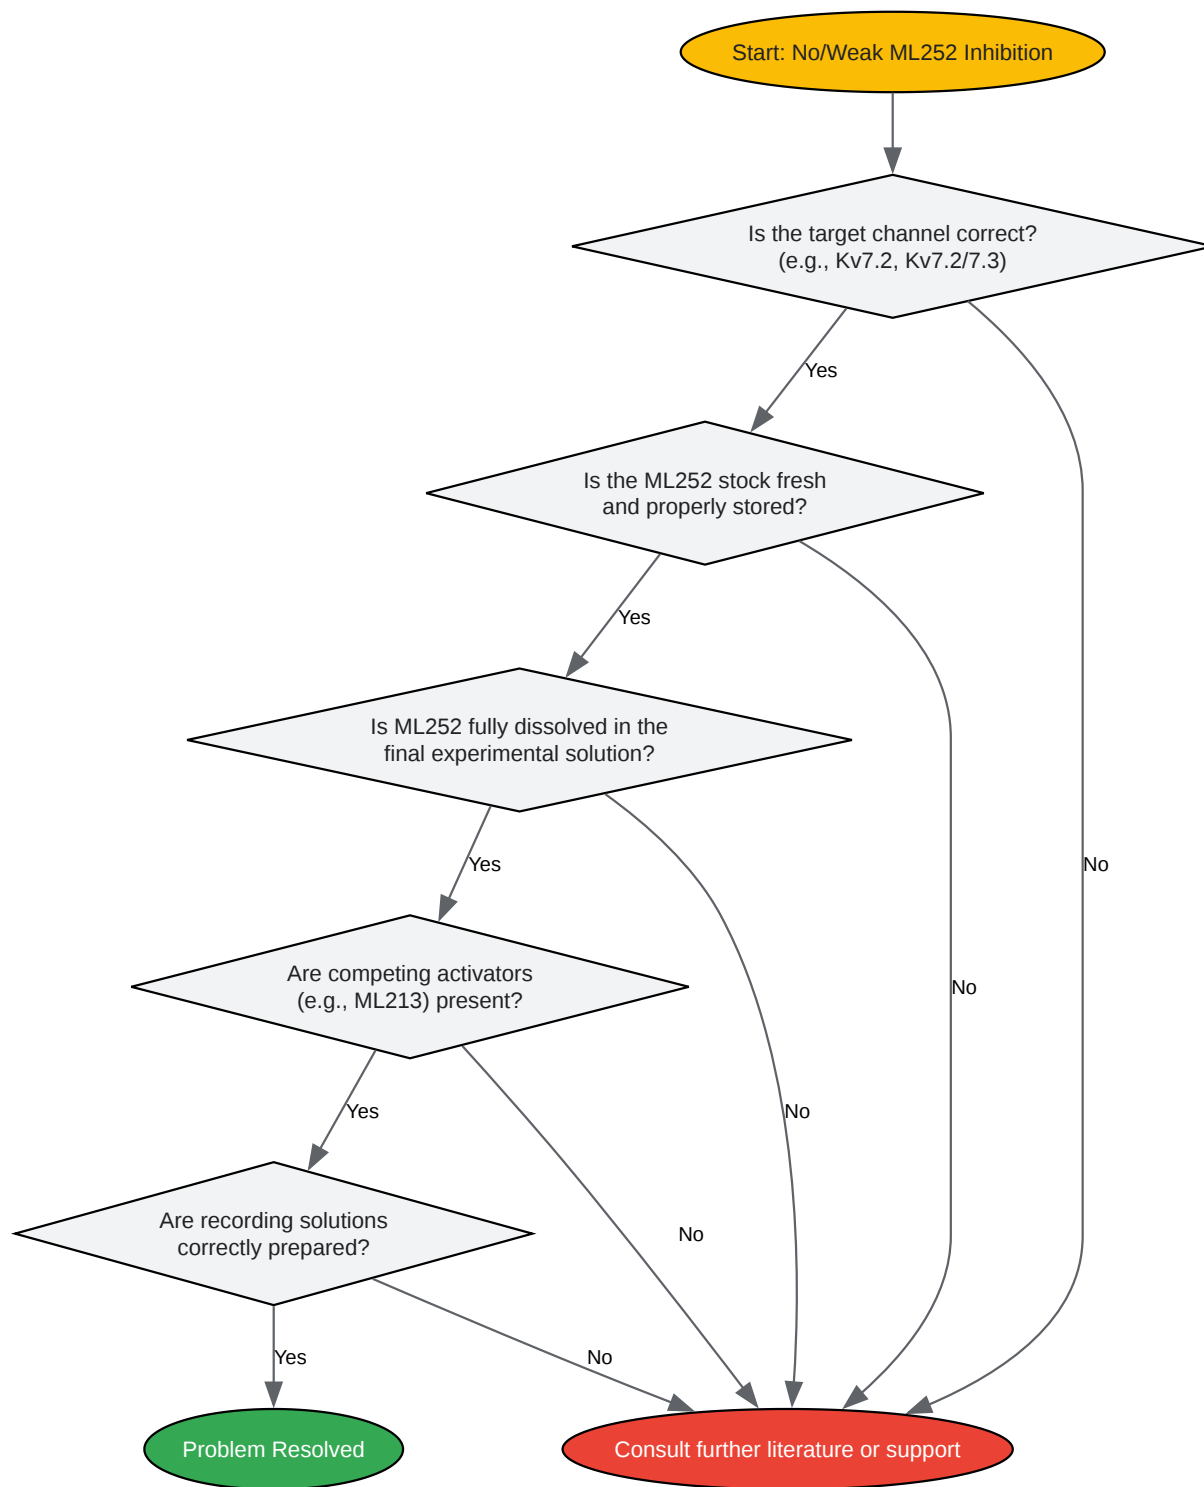 Start: No/Weak ML252 Inhibition
Is the target channel correct?
(e.g., Kv7.2, Kv7.2/7.3)
Yes
Is the ML252 stock fresh
and properly stored?
Yes
Is ML252 fully dissolved in the
final experimental solution?
Yes
No
Are competing activators
(e.g., ML213) present?
No
Yes
No
Are recording solutions
correctly prepared?
No
Yes
No
Problem Resolved
Consult further literature or support